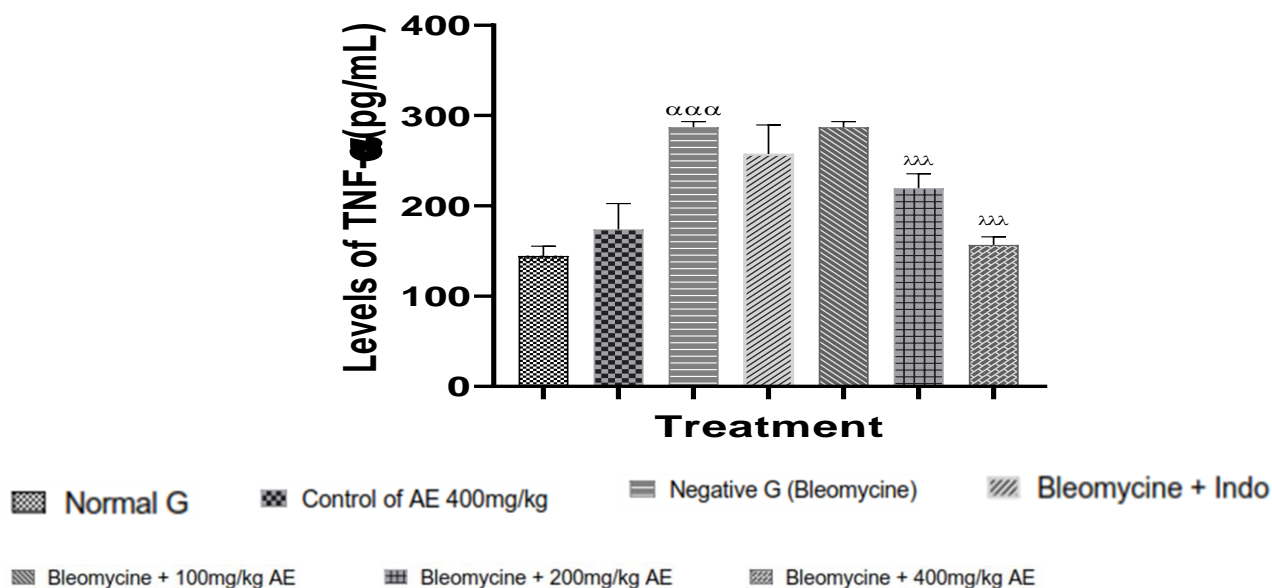 400
Levels of TNF-α(pg/mL)
300
ααα
λλλ
200
λλλ
100
0
Treatment
Normal G
Control of AE 400mg/kg
Negative G (Bleomycine)
Bleomycine + Indo
Bleomycine + 100mg/kg AE
Bleomycine + 200mg/kg AE
Bleomycine + 400mg/kg AE